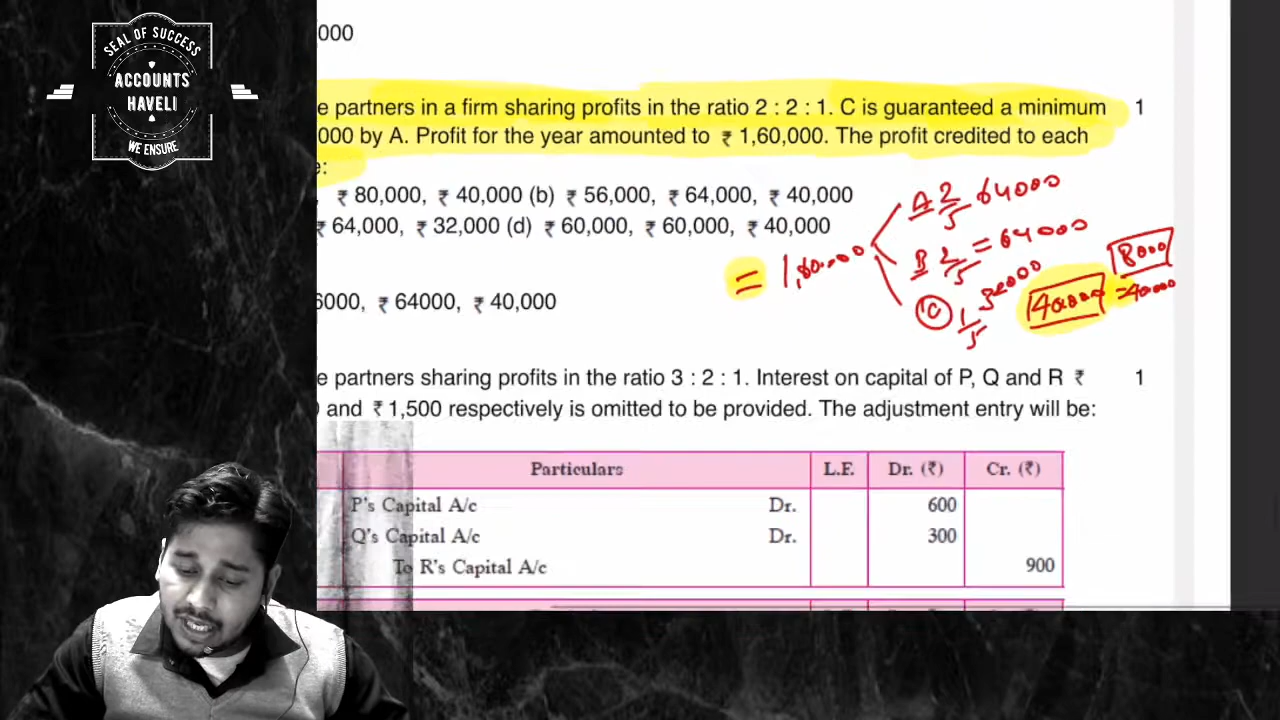 SEAL OF SUCCESS
ACCOUNTS
HAVELI
WE ENSURE
,000
e partners in a firm sharing profits in the ratio 2 : 2 : 1. C is guaranteed a minimum 1
000 by A. Profit for the year amounted to ₹ 1,60,000. The profit credited to each
e:
₹ 80,000, ₹ 40,000 (b) ₹ 56,000, ₹ 64,000, ₹ 40,000
₹ 64,000, ₹ 32,000 (d) ₹ 60,000, ₹ 60,000, ₹ 40,000
A 2/5 64000
= 1,60,000
B 2/5 = 64000
8000
C 1/5 32000
40000 = 40000
6000, ₹ 64000, ₹ 40,000
e partners sharing profits in the ratio 3 : 2 : 1. Interest on capital of P, Q and R ₹ 1
and ₹ 1,500 respectively is omitted to be provided. The adjustment entry will be:
Particulars L.F. Dr. (₹) Cr. (₹)
P's Capital A/c Dr. 600
Q's Capital A/c Dr. 300
To R's Capital A/c 900